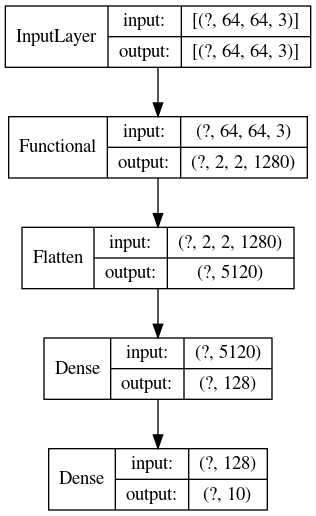 InputLayer
input: [(?, 64, 64, 3)]
output: [(?, 64, 64, 3)]
Functional
input: (?, 64, 64, 3)
output: (?, 2, 2, 1280)
Flatten
input: (?, 2, 2, 1280)
output: (?, 5120)
Dense
input: (?, 5120)
output: (?, 128)
Dense
input: (?, 128)
output: (?, 10)